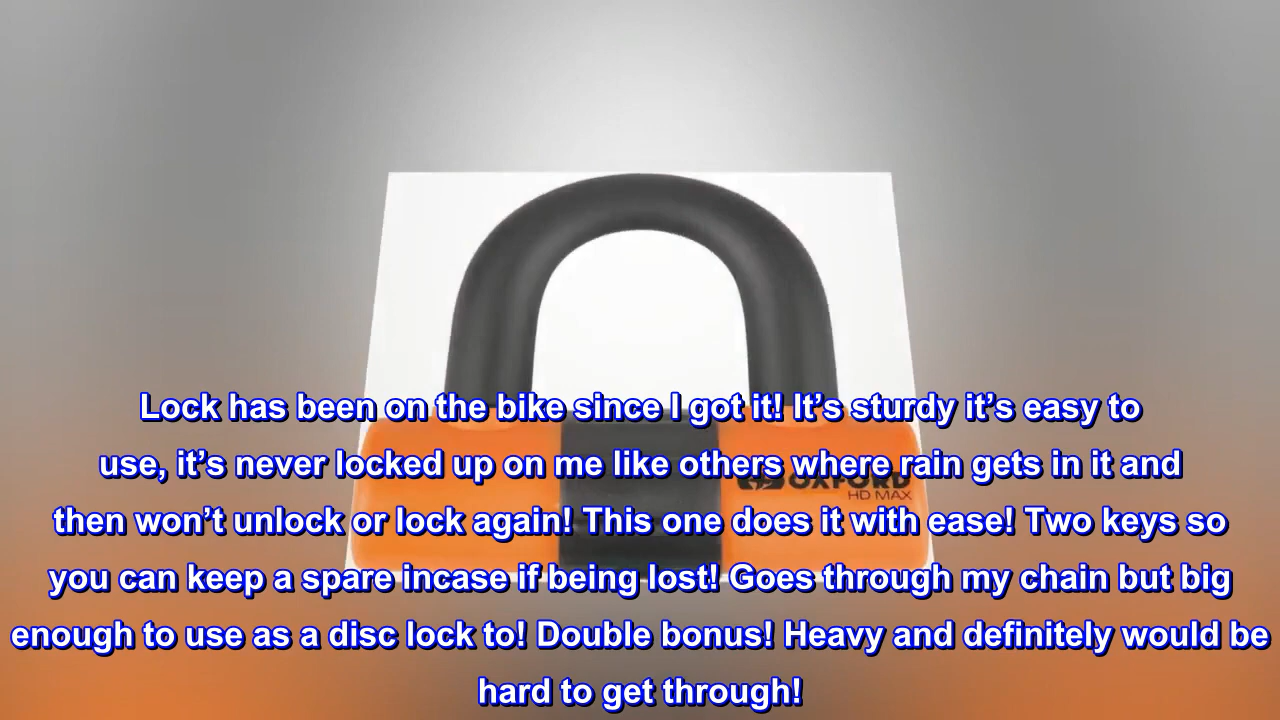 Lock has been on the bike since I got it! It’s sturdy it’s easy to
use, it’s never locked up on me like others where rain gets in it and
then won’t unlock or lock again! This one does it with ease! Two keys so
you can keep a spare incase if being lost! Goes through my chain but big
enough to use as a disc lock to! Double bonus! Heavy and definitely would be
hard to get through!
OXFORD
HD MAX